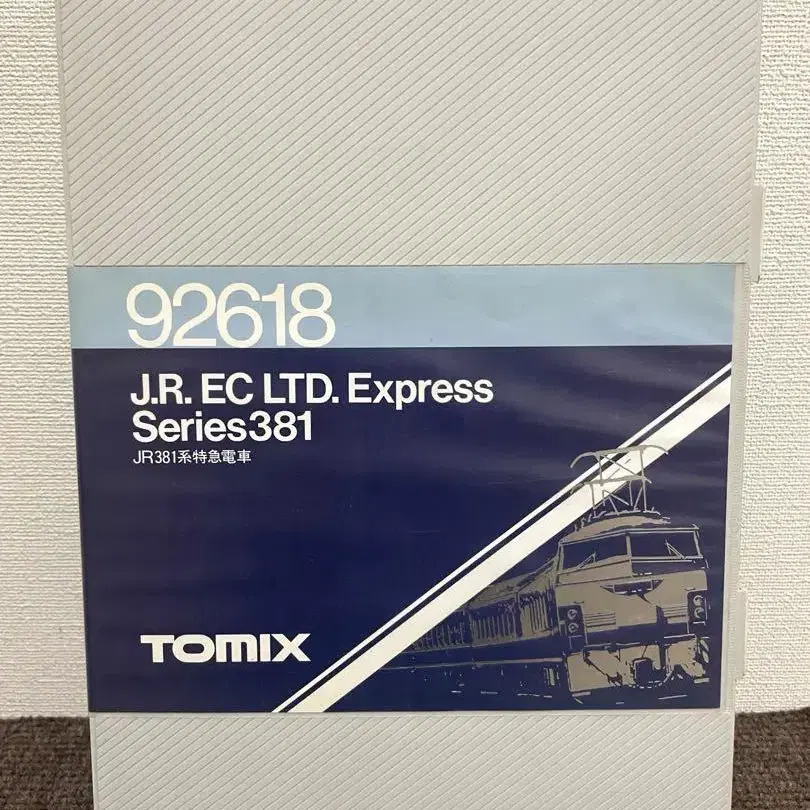 92618
J.R. EC LTD. Express
Series381
JR381系特急電車
TOMIX